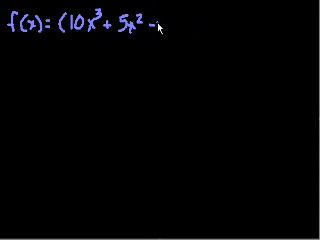 f(x) = (10x³ + 5x² -